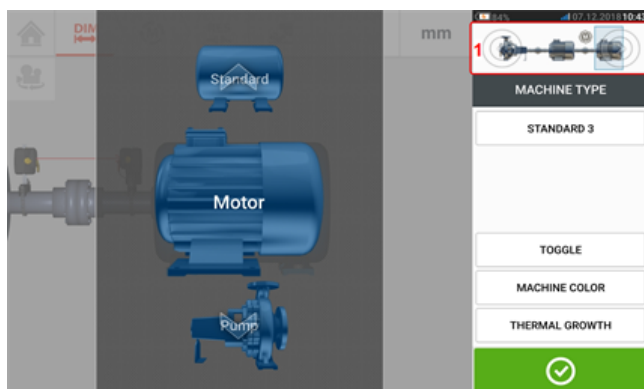 84% 07.12.2018 10:43
DIM
mm
1
MACHINE TYPE
STANDARD 3
Standard
Motor
Pump
TOGGLE
MACHINE COLOR
THERMAL GROWTH